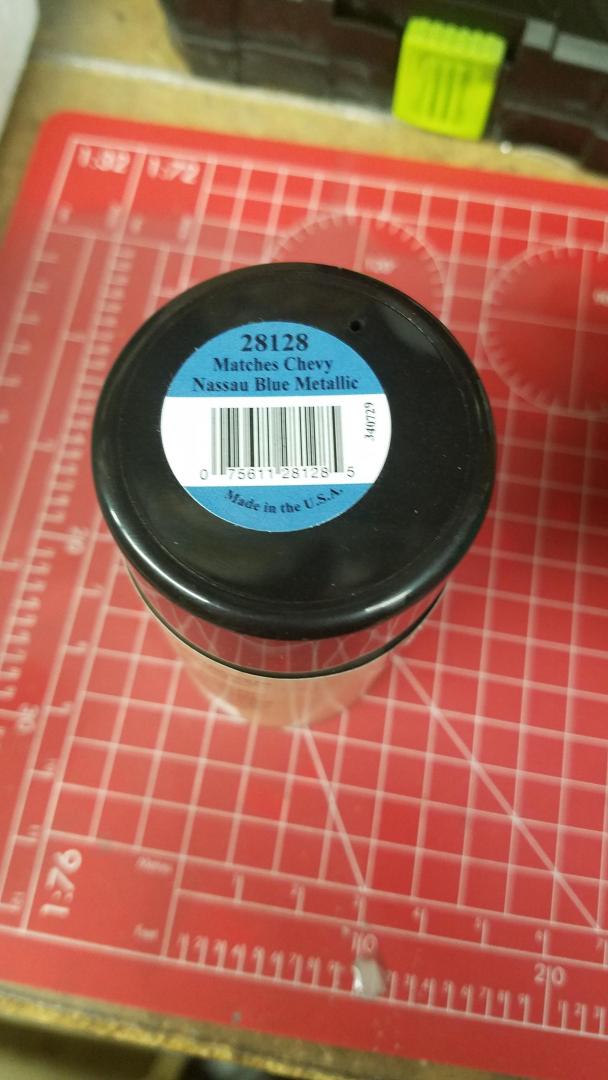 1:32 1:72
28128
Matches Chevy
Nassau Blue Metallic
340729
0 75611 28128 5
Made in the U.S.A.
1:76
10
20